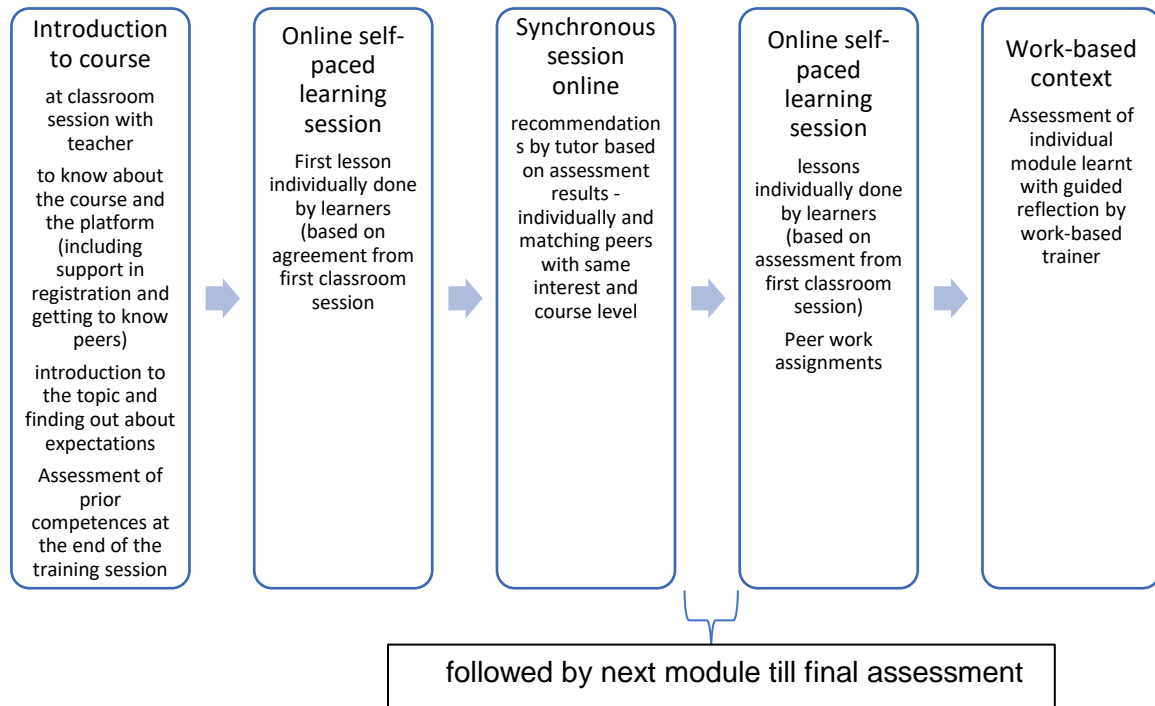 Introduction
to course
at classroom
session with
teacher
to know about
the course and
the platform
(including
support in
registration and
getting to know
peers)
introduction to
the topic and
finding out about
expectations
Assessment of
prior
competences at
the end of the
training session
Online self-
paced
learning
session
First lesson
individually done
by learners
(based on
agreement from
first classroom
session
Synchronous
session
online
recommendation
s by tutor based
on assessment
results -
individually and
matching peers
with same
interest and
course level
Online self-
paced
learning
session
lessons
individually done
by learners
(based on
assessment from
first classroom
session)
Peer work
assignments
Work-based
context
Assessment of
individual
module learnt
with guided
reflection by
work-based
trainer
followed by next module till final assessment